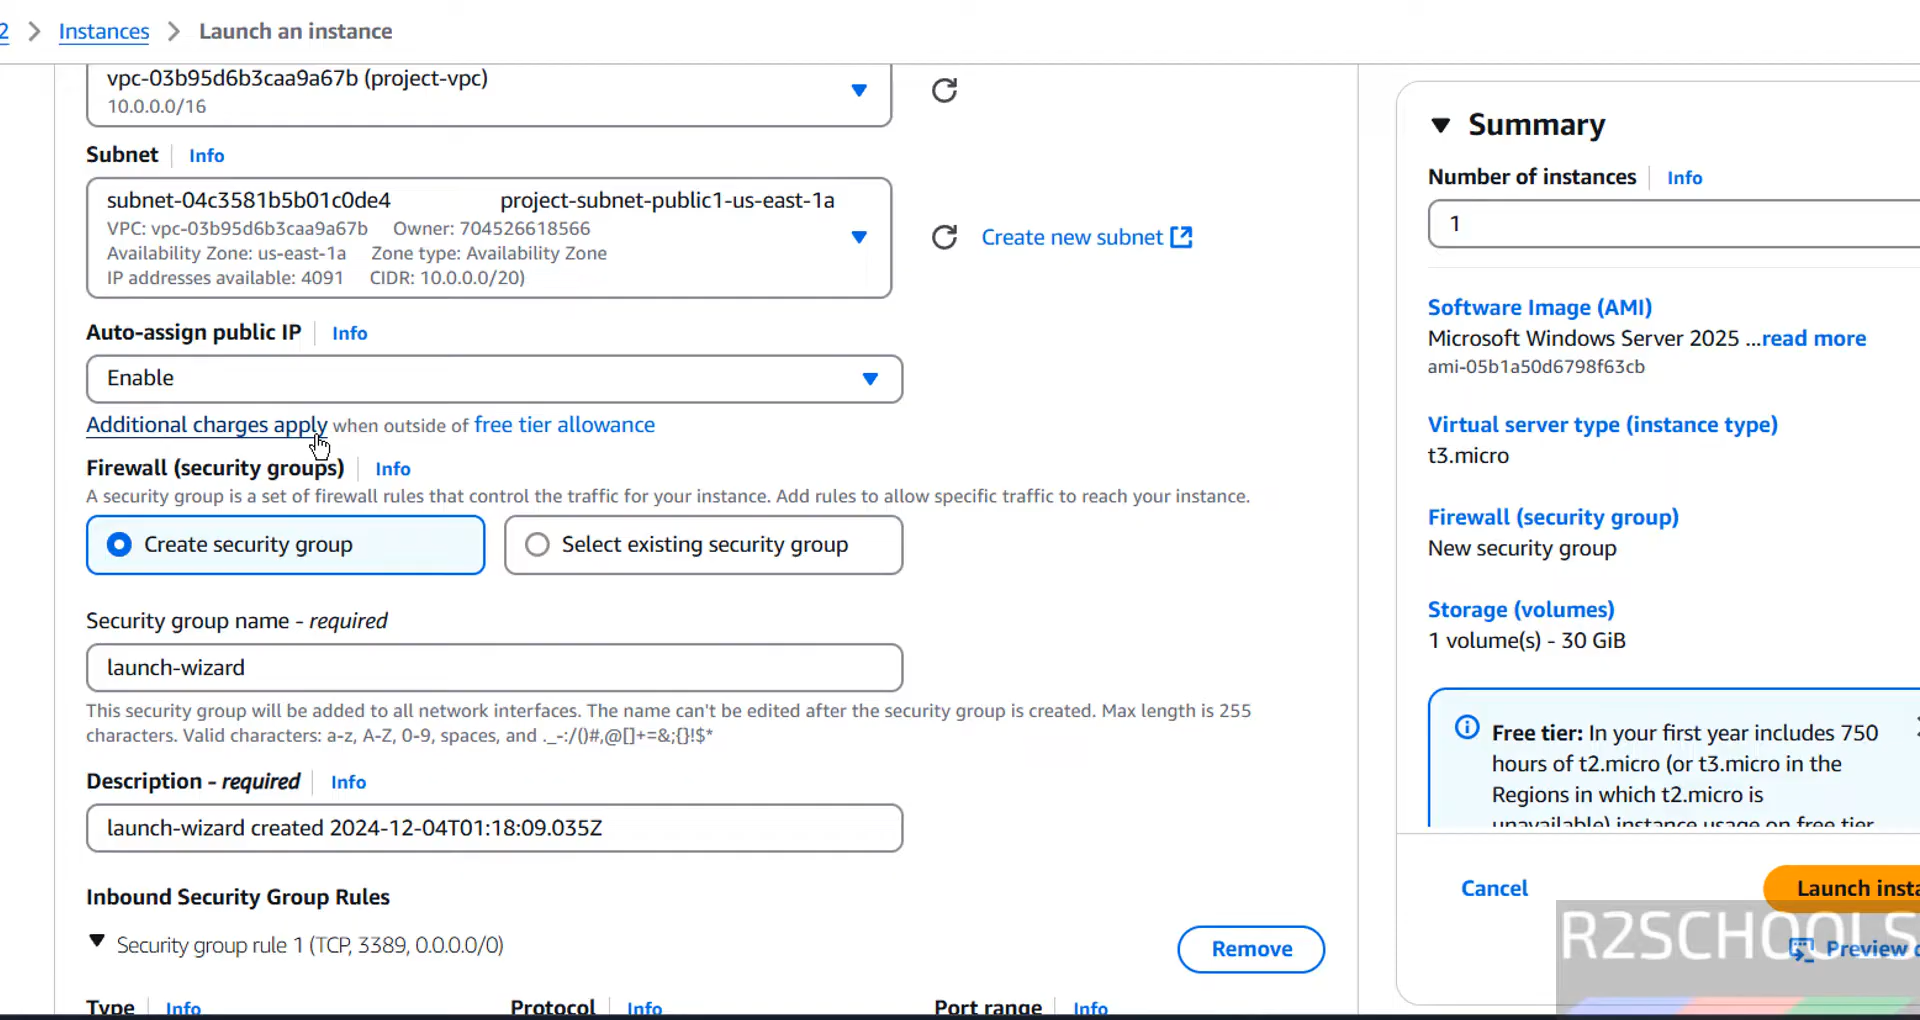 2 > Instances > Launch an instance
vpc-03b95d6b3caa9a67b (project-vpc)
10.0.0.0/16
Subnet | Info
subnet-04c3581b5b01c0de4 project-subnet-public1-us-east-1a
VPC: vpc-03b95d6b3caa9a67b Owner: 704526618566
Availability Zone: us-east-1a Zone type: Availability Zone
IP addresses available: 4091 CIDR: 10.0.0.0/20)
Create new subnet
Auto-assign public IP | Info
Enable
Additional charges apply when outside of free tier allowance
Firewall (security groups) | Info
A security group is a set of firewall rules that control the traffic for your instance. Add rules to allow specific traffic to reach your instance.
Create security group
Select existing security group
Security group name - required
launch-wizard
This security group will be added to all network interfaces. The name can't be edited after the security group is created. Max length is 255
characters. Valid characters: a-z, A-Z, 0-9, spaces, and ._-:/()#,@[]+=&;{}!$*
Description - required | Info
launch-wizard created 2024-12-04T01:18:09.035Z
Inbound Security Group Rules
Security group rule 1 (TCP, 3389, 0.0.0.0/0)
Remove
Type | Info Protocol | Info Port range | Info
Summary
Number of instances | Info
1
Software Image (AMI)
Microsoft Windows Server 2025 ...read more
ami-05b1a50d6798f63cb
Virtual server type (instance type)
t3.micro
Firewall (security group)
New security group
Storage (volumes)
1 volume(s) - 30 GiB
Free tier: In your first year includes 750
hours of t2.micro (or t3.micro in the
Regions in which t2.micro is
unavailable) instance usage on free tier
Cancel
Launch insta
R2SCHOOLS
Preview